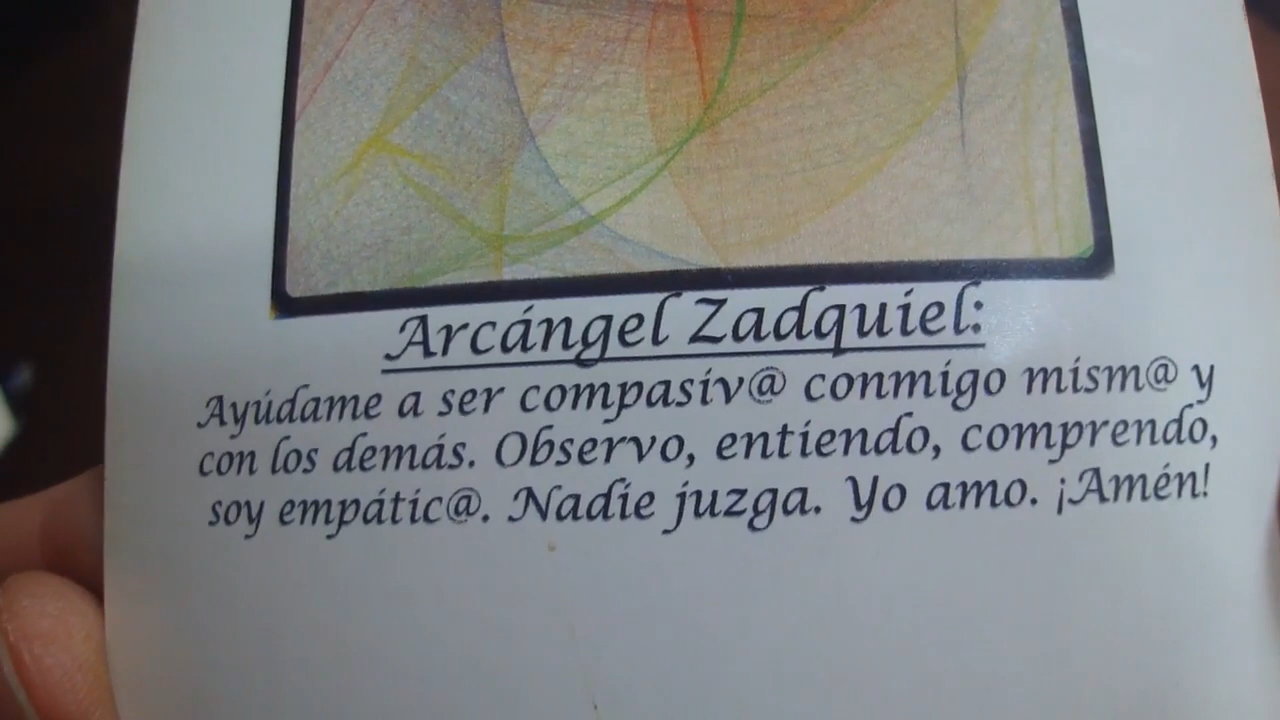 Arcángel Zadquiel:
Ayúdame a ser compasiv@ conmigo mism@ y
con los demás. Observo, entiendo, comprendo,
soy empátic@. Nadie juzga. Yo amo. ¡Amén!